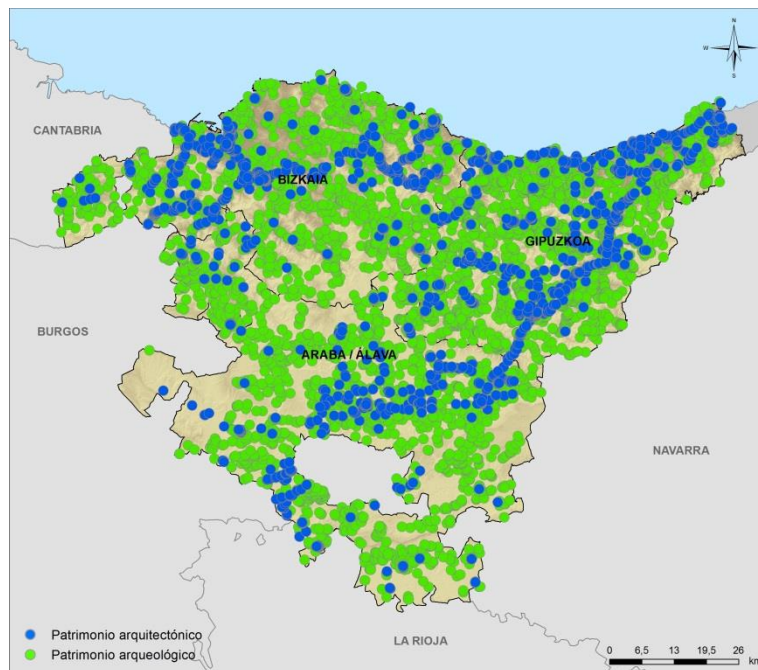 N
W E
S
CANTABRIA
BIZKAIA
GIPUZKOA
BURGOS
ARABA / ÁLAVA
NAVARRA
Patrimonio arquitectónico
Patrimonio arqueológico
LA RIOJA
0 6,5 13 19,5 26
km